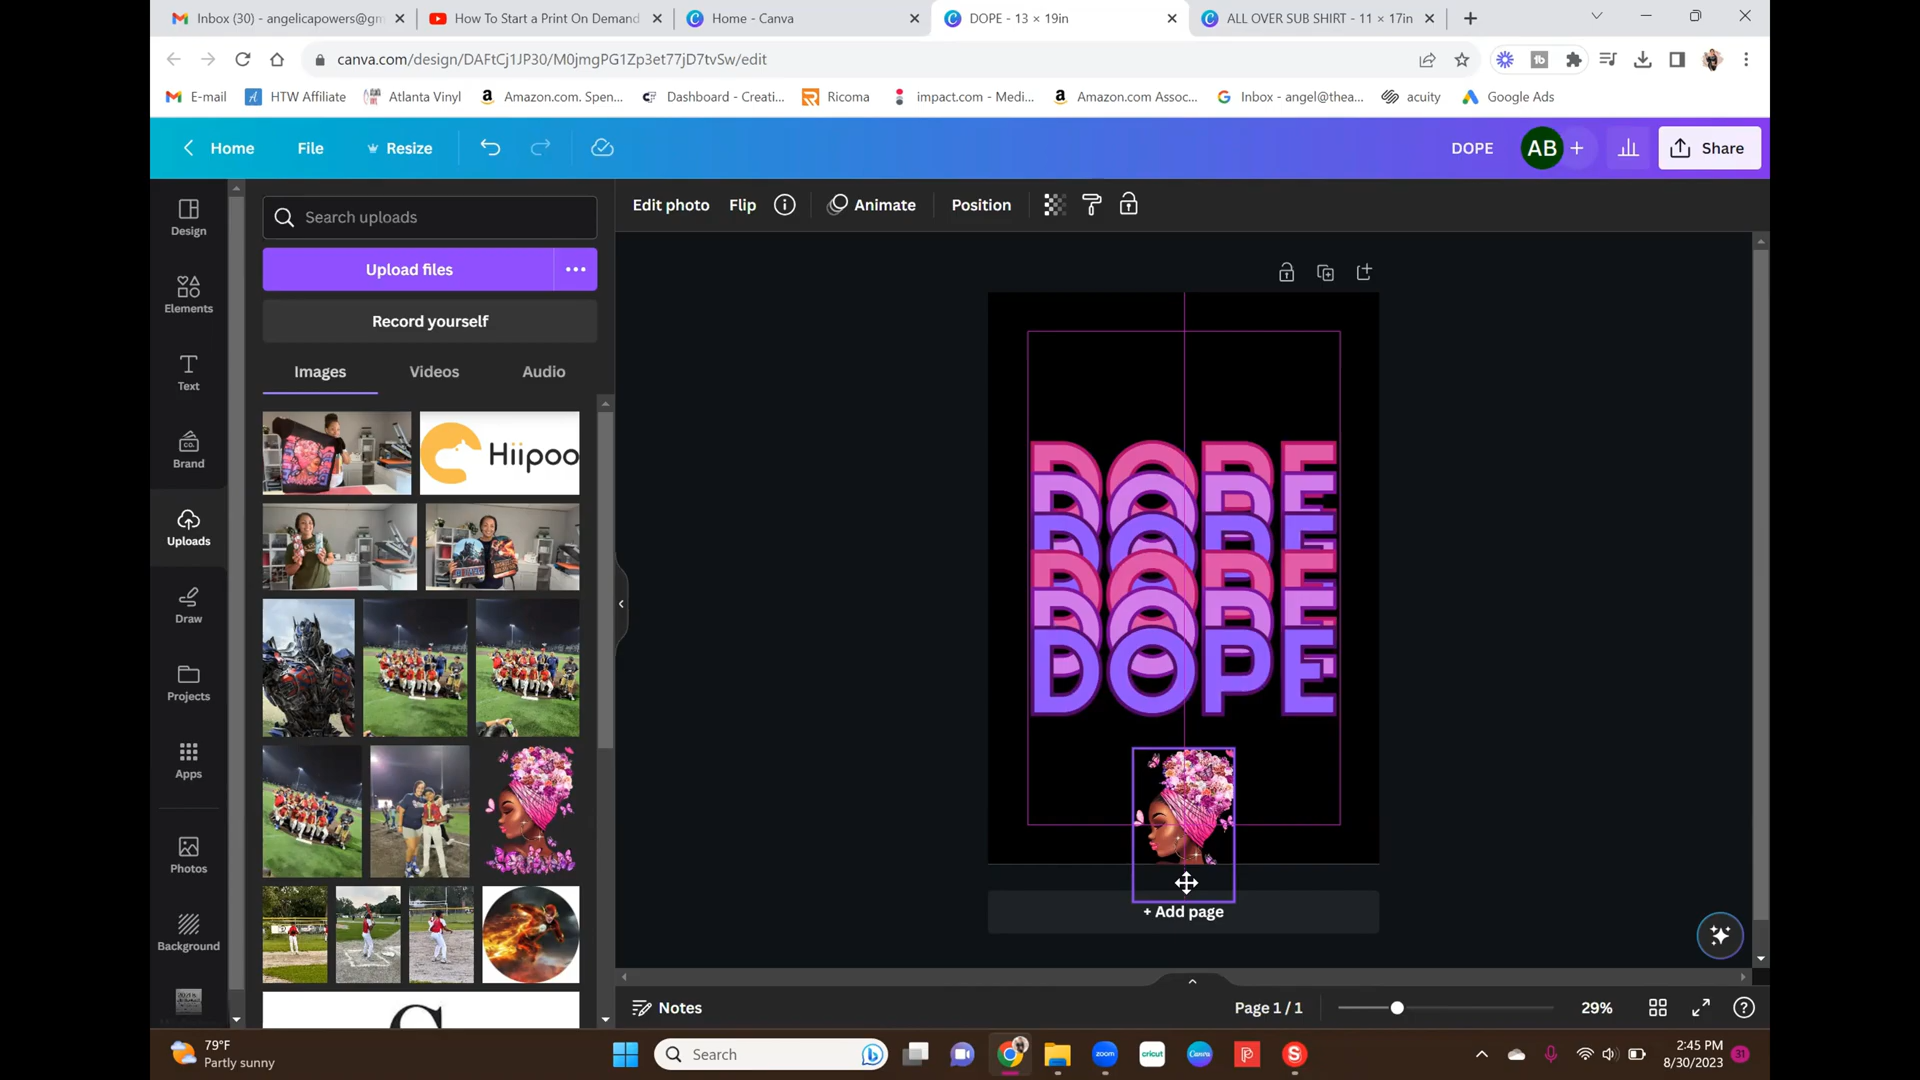 Inbox (30) - angelicapowers@gm
How To Start a Print On Demand
Home - Canva
DOPE - 13 × 19in
ALL OVER SUB SHIRT - 11 × 17in
canva.com/design/DAFtCj1JP30/M0jmgPG1Zp3et77jD7tvSw/edit
E-mail
HTW Affiliate
Atlanta Vinyl
Amazon.com. Spen...
Dashboard - Creati...
Ricoma
impact.com - Medi...
Amazon.com Assoc...
Inbox - angel@thea...
acuity
Google Ads
Home
File
Resize
DOPE
AB
+
Share
Edit photo
Flip
Animate
Position
Design
Elements
Text
Brand
Uploads
Draw
Projects
Apps
Photos
Background
Search uploads
Upload files
Record yourself
Images
Videos
Audio
Hiipoo
DOPE
DOPE
DOPE
DOPE
DOPE
DOPE
+ Add page
Notes
Page 1 / 1
29%
79°F
Partly sunny
Search
zoom
cricut
Canva
2:45 PM
8/30/2023
31